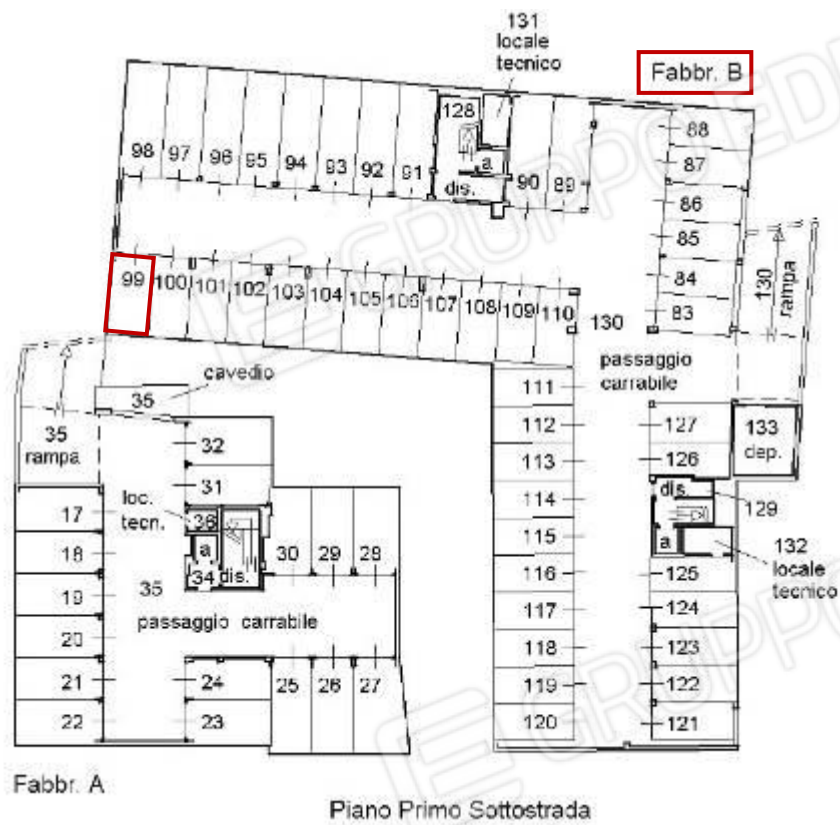 131
locale
tecnico
Fabbr. B
128
88
98 97 96 95 94 93 92 91
a
90 89
87
dis.
86
85
84
83
130
rampa
99 100 101 102 103 104 105 106 107 108 109 110
130
passaggio
carrabile
cavedio
35
35
rampa
32
31
loc.
tecn.
36
a
34 dis.
17
18
19
20
21
22
35
passaggio carrabile
30 29 28
24
23
25 26 27
111
112
113
114
115
116
117
118
119
120
127
126
133
dep.
dis.
129
a
132
locale
tecnico
125
124
123
122
121
Fabbr. A
Piano Primo Sottostrada
GRUPPO EDI
GRUPPO